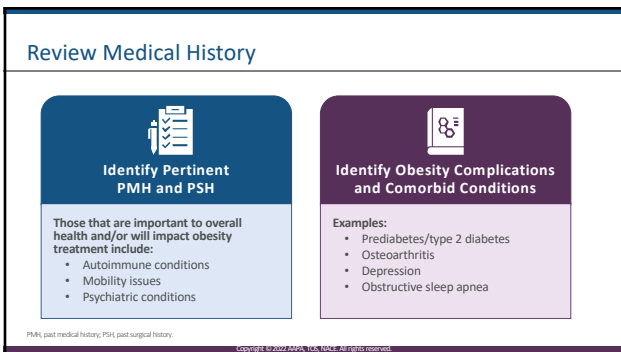 Review Medical History
Identify Pertinent
PMH and PSH
Those that are important to overall
health and/or will impact obesity
treatment include:
• Autoimmune conditions
• Mobility issues
• Psychiatric conditions
Identify Obesity Complications
and Comorbid Conditions
Examples:
• Prediabetes/type 2 diabetes
• Osteoarthritis
• Depression
• Obstructive sleep apnea
PMH, past medical history; PSH, past surgical history.
Copyright © 2022 AAPA, TOS, NACE. All rights reserved.